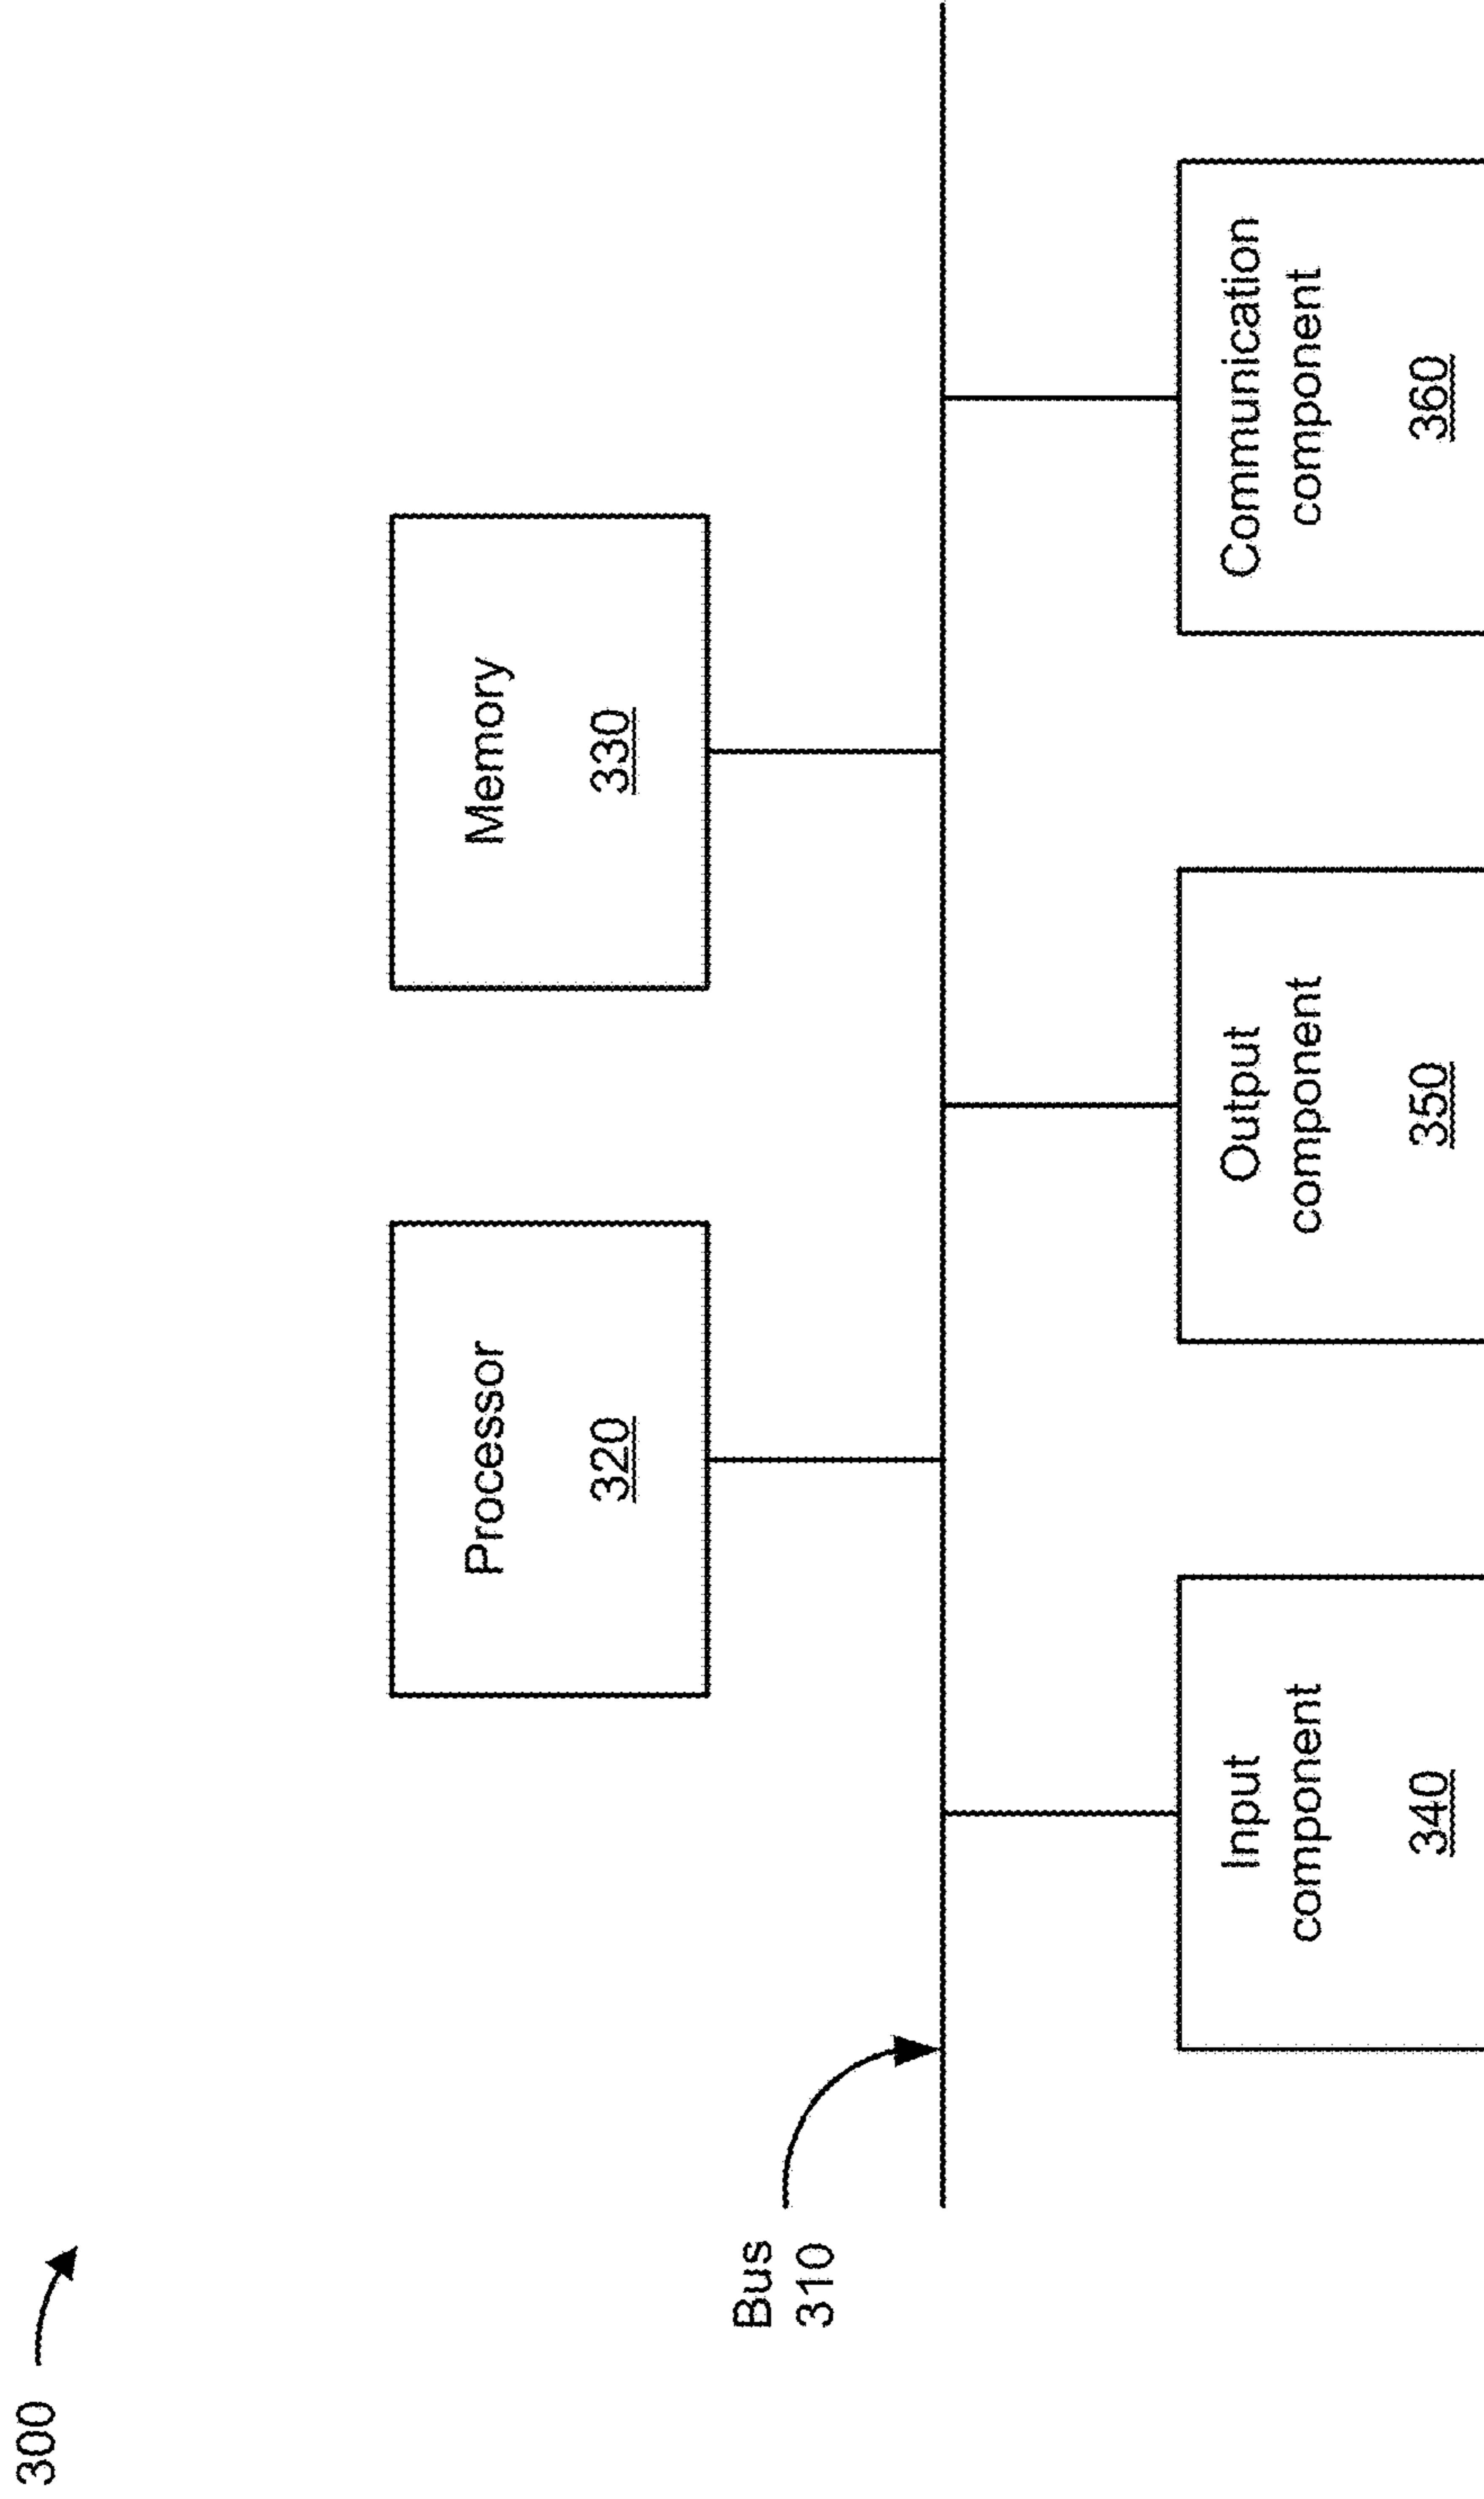 300
Processor
320
Memory
330
Bus
310
Input
component
340
Output
component
350
Communication
component
360